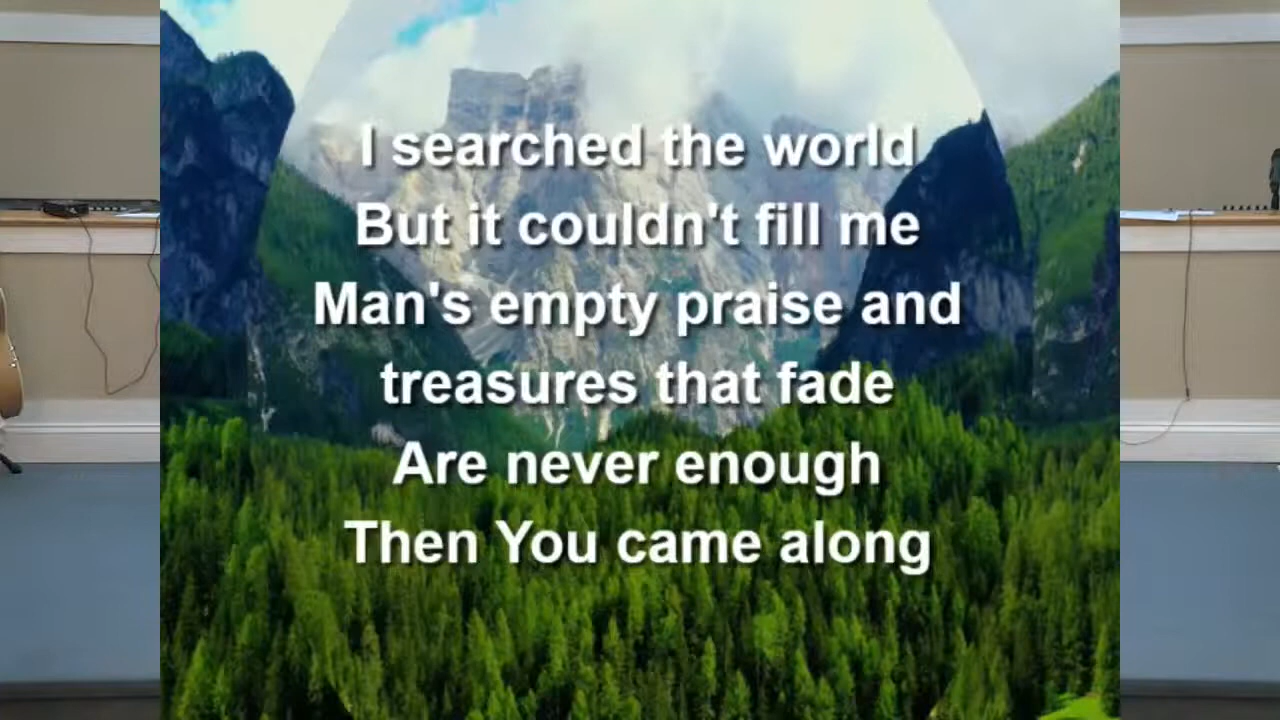 I searched the world
But it couldn't fill me
Man's empty praise and
treasures that fade
Are never enough
Then You came along